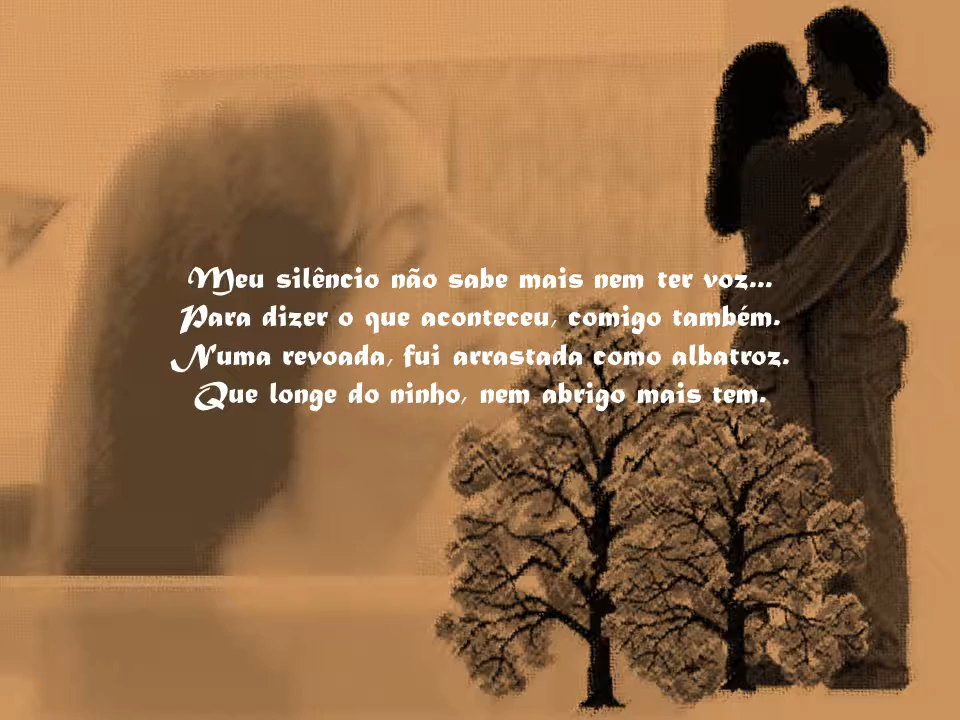 Meu silêncio não sabe mais nem ter voz...
Para dizer o que aconteceu, comigo também.
Numa revoada, fui arrastada como albatroz.
Que longe do ninho, nem abrigo mais tem.